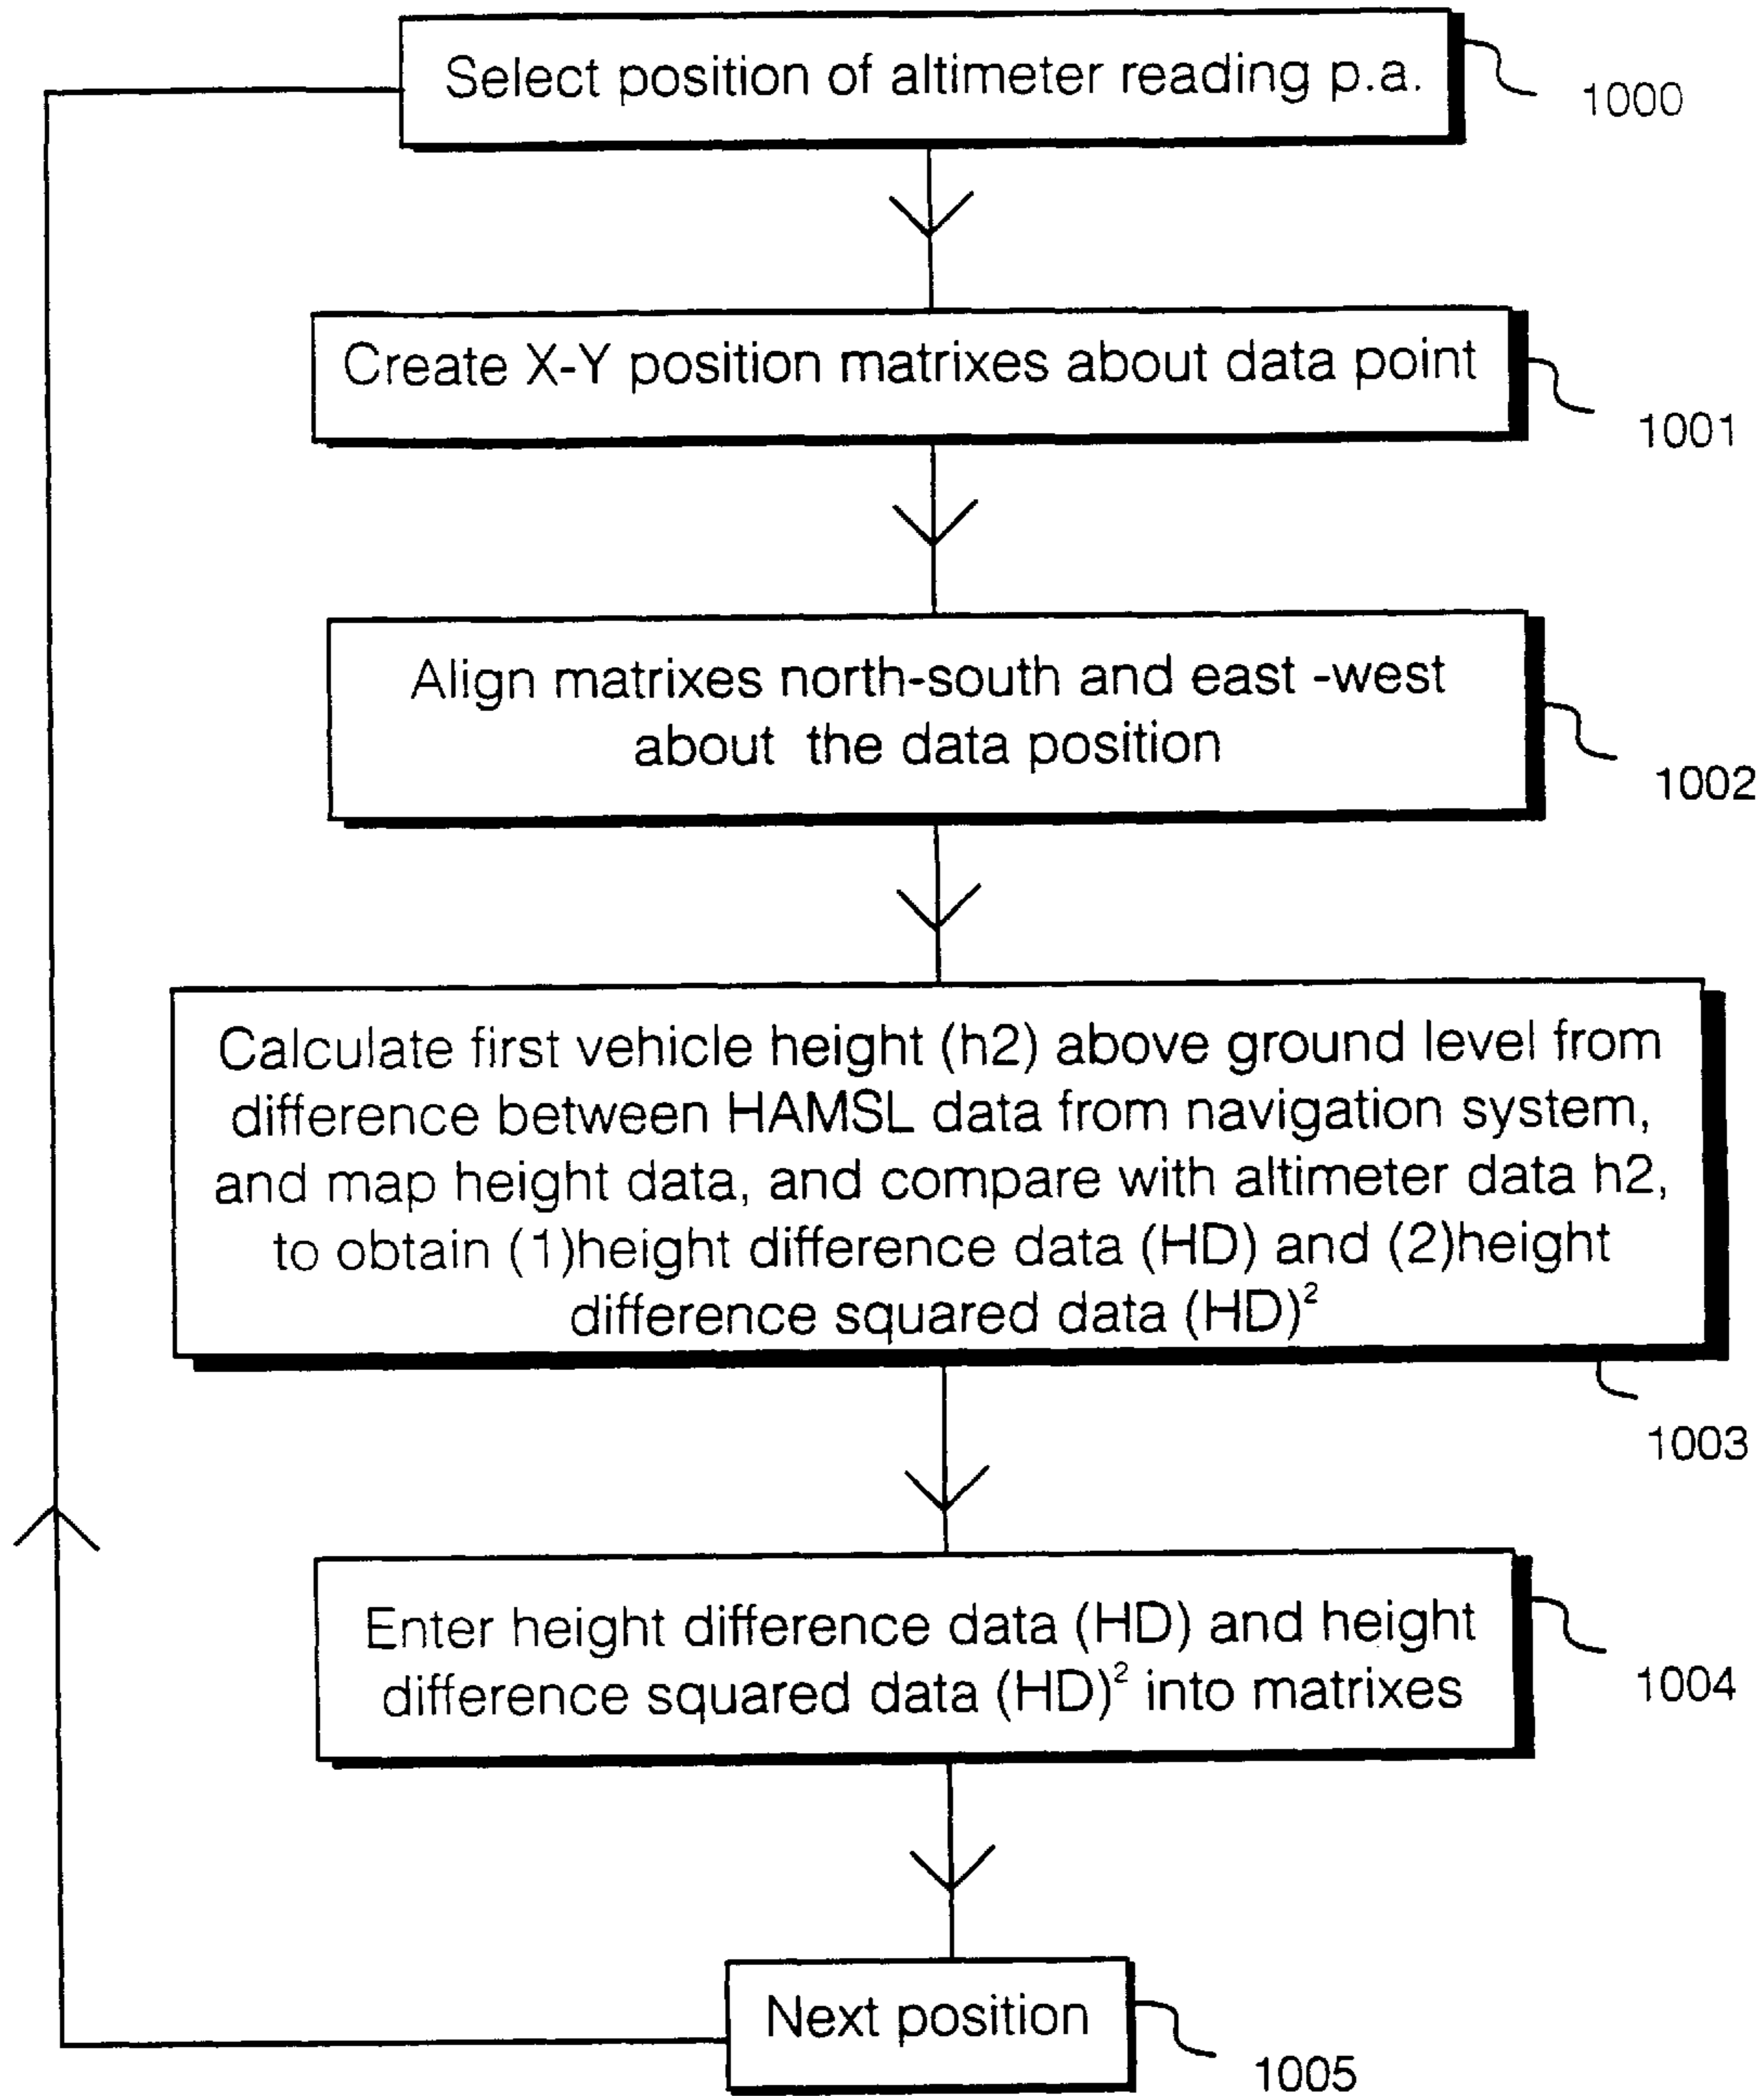 Select position of altimeter reading p.a.
1000
Create X-Y position matrixes about data point
1001
Align matrixes north-south and east -west
about the data position
1002
Calculate first vehicle height (h2) above ground level from
difference between HAMSL data from navigation system,
and map height data, and compare with altimeter data h2,
to obtain (1)height difference data (HD) and (2)height
difference squared data (HD)²
1003
Enter height difference data (HD) and height
difference squared data (HD)² into matrixes
1004
Next position
1005